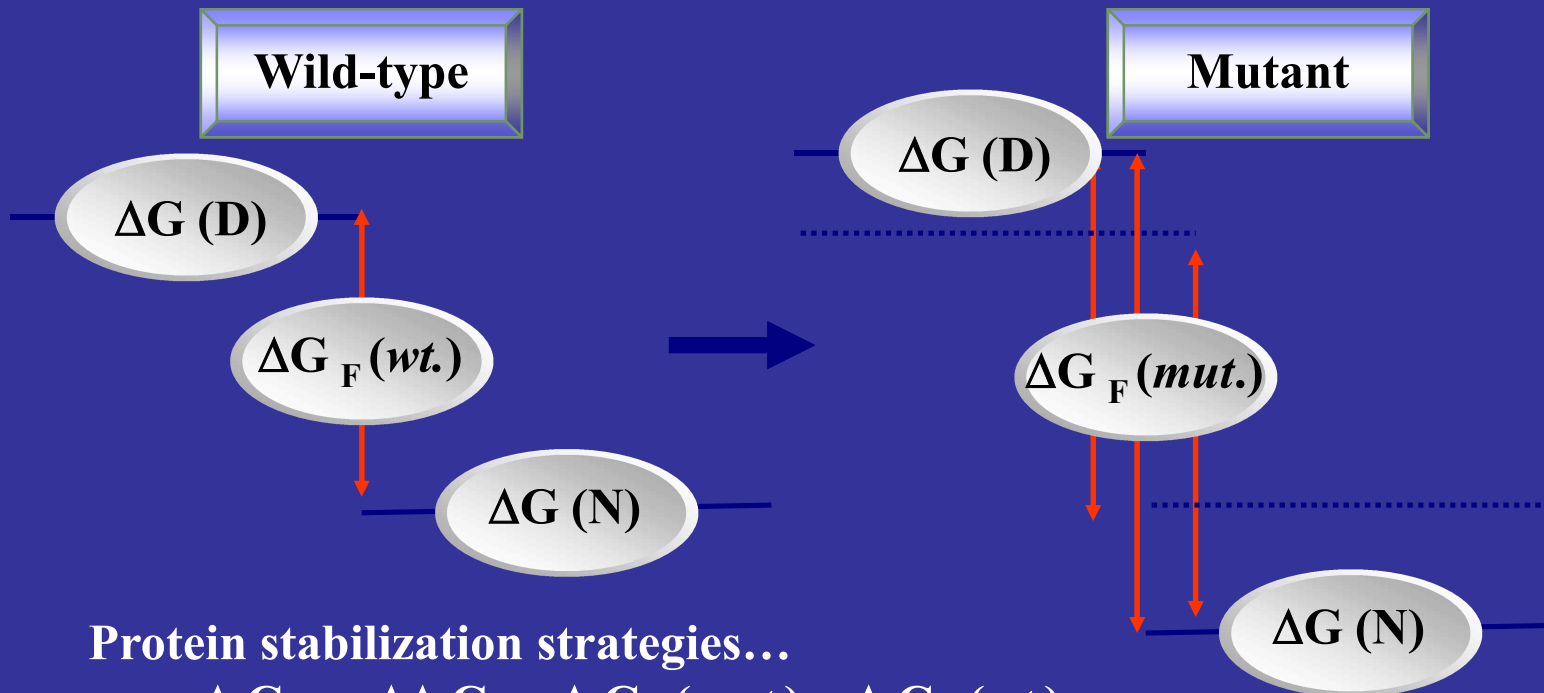 Wild-type
Mutant
ΔG (D)
ΔG (D)
ΔG F (wt.)
ΔG F (mut.)
ΔG (N)
ΔG (N)
Protein stabilization strategies…